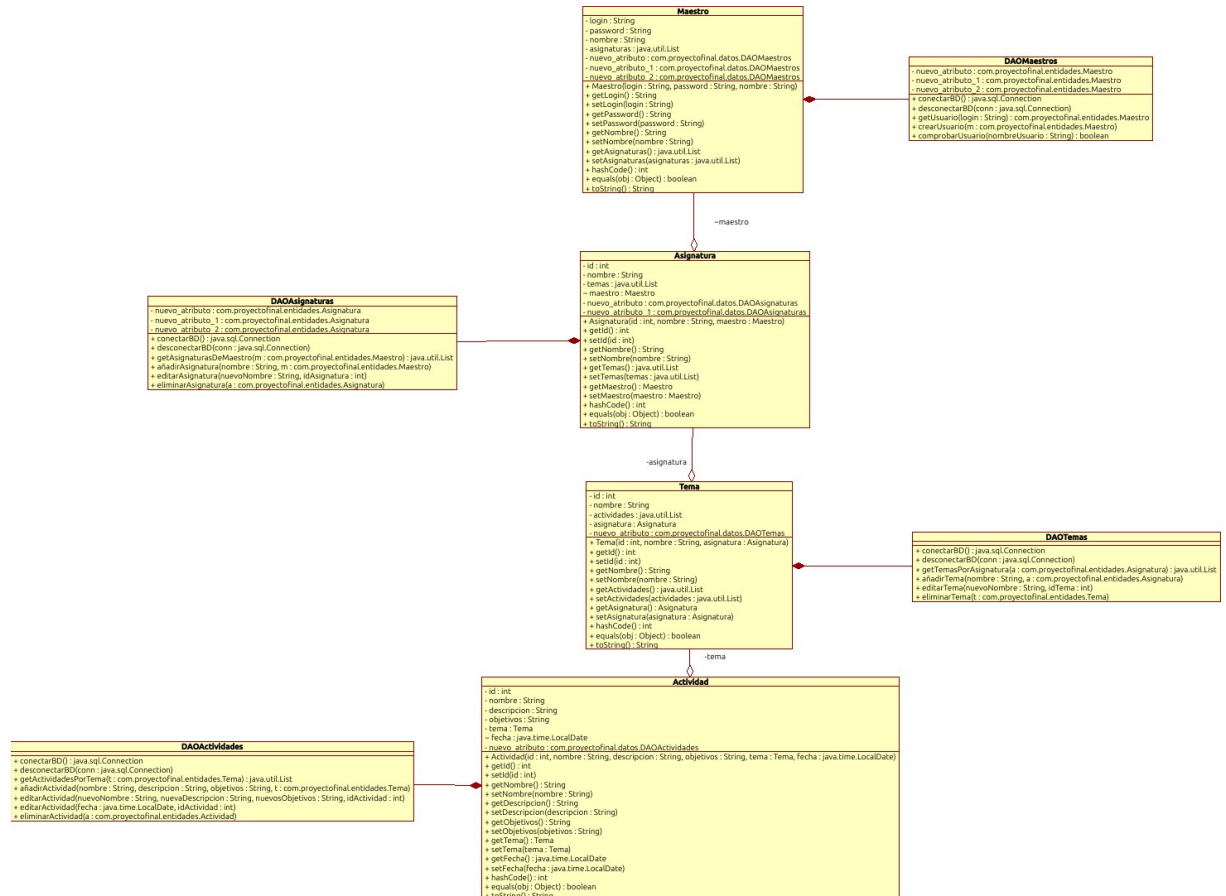 Maestro
- login : String
- password : String
- nombre : String
- asignaturas : java.util.List
- nuevo_atributo : com.proyectofinal.datos.DAOMaestros
- nuevo_atributo_1 : com.proyectofinal.datos.DAOMaestros
- nuevo_atributo_2 : com.proyectofinal.datos.DAOMaestros
+ Maestro(login : String, password : String, nombre : String)
+ getLogin() : String
+ setLogin(login : String)
+ getPassword() : String
+ setPassword(password : String)
+ getNombre() : String
+ setNombre(nombre : String)
+ getAsignaturas() : java.util.List
+ setAsignaturas(asignaturas : java.util.List)
+ hashCode() : int
+ equals(obj : Object) : boolean
+ toString() : String
DAOMaestros
- nuevo_atributo : com.proyectofinal.entidades.Maestro
- nuevo_atributo_1 : com.proyectofinal.entidades.Maestro
- nuevo_atributo_2 : com.proyectofinal.entidades.Maestro
+ conectarBD() : java.sql.Connection
+ desconectarBD(conn : java.sql.Connection)
+ getUsuario(login : String) : com.proyectofinal.entidades.Maestro
+ crearUsuario(m : com.proyectofinal.entidades.Maestro)
+ comprobarUsuario(nombreUsuario : String) : boolean
~maestro
Asignatura
- id : int
- nombre : String
- temas : java.util.List
~ maestro : Maestro
- nuevo_atributo : com.proyectofinal.datos.DAOAsignaturas
- nuevo_atributo_1 : com.proyectofinal.datos.DAOAsignaturas
+ Asignatura(id : int, nombre : String, maestro : Maestro)
+ getId() : int
+ setId(id : int)
+ getNombre() : String
+ setNombre(nombre : String)
+ getTemas() : java.util.List
+ setTemas(temas : java.util.List)
+ getMaestro() : Maestro
+ setMaestro(maestro : Maestro)
+ hashCode() : int
+ equals(obj : Object) : boolean
+ toString() : String
DAOAsignaturas
- nuevo_atributo : com.proyectofinal.entidades.Asignatura
- nuevo_atributo_1 : com.proyectofinal.entidades.Asignatura
- nuevo_atributo_2 : com.proyectofinal.entidades.Asignatura
+ conectarBD() : java.sql.Connection
+ desconectarBD(conn : java.sql.Connection)
+ getAsignaturasDeMaestro(m : com.proyectofinal.entidades.Maestro) : java.util.List
+ añadirAsignatura(nombre : String, m : com.proyectofinal.entidades.Maestro)
+ editarAsignatura(nuevoNombre : String, idAsignatura : int)
+ eliminarAsignatura(a : com.proyectofinal.entidades.Asignatura)
-asignatura
Tema
- id : int
- nombre : String
- actividades : java.util.List
- asignatura : Asignatura
- nuevo_atributo : com.proyectofinal.datos.DAOTemas
+ Tema(id : int, nombre : String, asignatura : Asignatura)
+ getId() : int
+ setId(id : int)
+ getNombre() : String
+ setNombre(nombre : String)
+ getActividades() : java.util.List
+ setActividades(actividades : java.util.List)
+ getAsignatura() : Asignatura
+ setAsignatura(asignatura : Asignatura)
+ hashCode() : int
+ equals(obj : Object) : boolean
+ toString() : String
DAOTemas
+ conectarBD() : java.sql.Connection
+ desconectarBD(conn : java.sql.Connection)
+ getTemasPorAsignatura(a : com.proyectofinal.entidades.Asignatura) : java.util.List
+ añadirTema(nombre : String, a : com.proyectofinal.entidades.Asignatura)
+ editarTema(nuevoNombre : String, idTema : int)
+ eliminarTema(t : com.proyectofinal.entidades.Tema)
-tema
Actividad
- id : int
- nombre : String
- descripcion : String
- objetivos : String
- tema : Tema
~ fecha : java.time.LocalDate
- nuevo_atributo : com.proyectofinal.datos.DAOActividades
+ Actividad(id : int, nombre : String, descripcion : String, objetivos : String, tema : Tema, fecha : java.time.LocalDate)
+ getId() : int
+ setId(id : int)
+ getNombre() : String
+ setNombre(nombre : String)
+ getDescripcion() : String
+ setDescripcion(descripcion : String)
+ getObjetivos() : String
+ setObjetivos(objetivos : String)
+ getTema() : Tema
+ setTema(tema : Tema)
+ getFecha() : java.time.LocalDate
+ setFecha(fecha : java.time.LocalDate)
+ hashCode() : int
+ equals(obj : Object) : boolean
+ toString() : String
DAOActividades
+ conectarBD() : java.sql.Connection
+ desconectarBD(conn : java.sql.Connection)
+ getActividadesPorTema(t : com.proyectofinal.entidades.Tema) : java.util.List
+ añadirActividad(nombre : String, descripcion : String, objetivos : String, t : com.proyectofinal.entidades.Tema)
+ editarActividad(nuevoNombre : String, nuevaDescripcion : String, nuevosObjetivos : String, idActividad : int)
+ editarActividad(fecha : java.time.LocalDate, idActividad : int)
+ eliminarActividad(a : com.proyectofinal.entidades.Actividad)